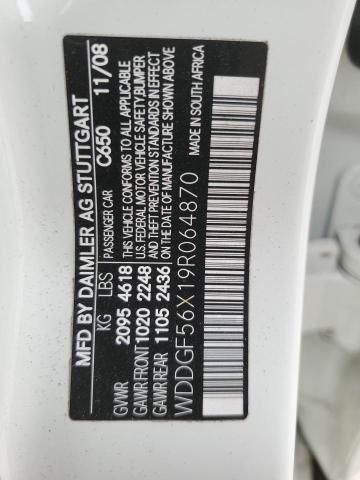 MFD BY DAIMLER AG STUTTGART
PASSENGER CAR C650 11/08
KG LBS
GVWR 2095 4618
GAWR FRONT 1020 2248
GAWR REAR 1105 2436
THIS VEHICLE CONFORMS TO ALL APPLICABLE
U.S. FEDERAL MOTOR VEHICLE SAFETY BUMPER
AND THEFT PREVENTION STANDARDS IN EFFECT
ON THE DATE OF MANUFACTURE SHOWN ABOVE
MADE IN SOUTH AFRICA
WDDGF56X19R064870